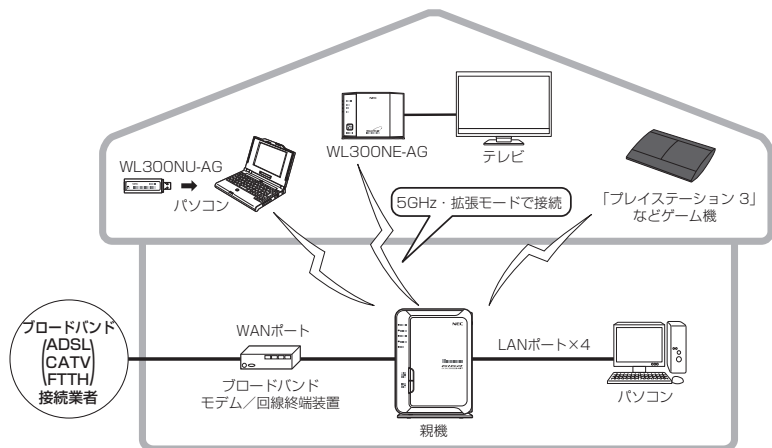 NEC
WL300NE-AG
テレビ
WL300NU-AG
パソコン
5GHz・拡張モードで接続
「プレイステーション 3」
などゲーム機
ブロードバンド
(ADSL
CATV
FTTH)
接続業者
WANポート
ブロードバンド
モデム／回線終端装置
NEC
親機
LANポート×4
パソコン